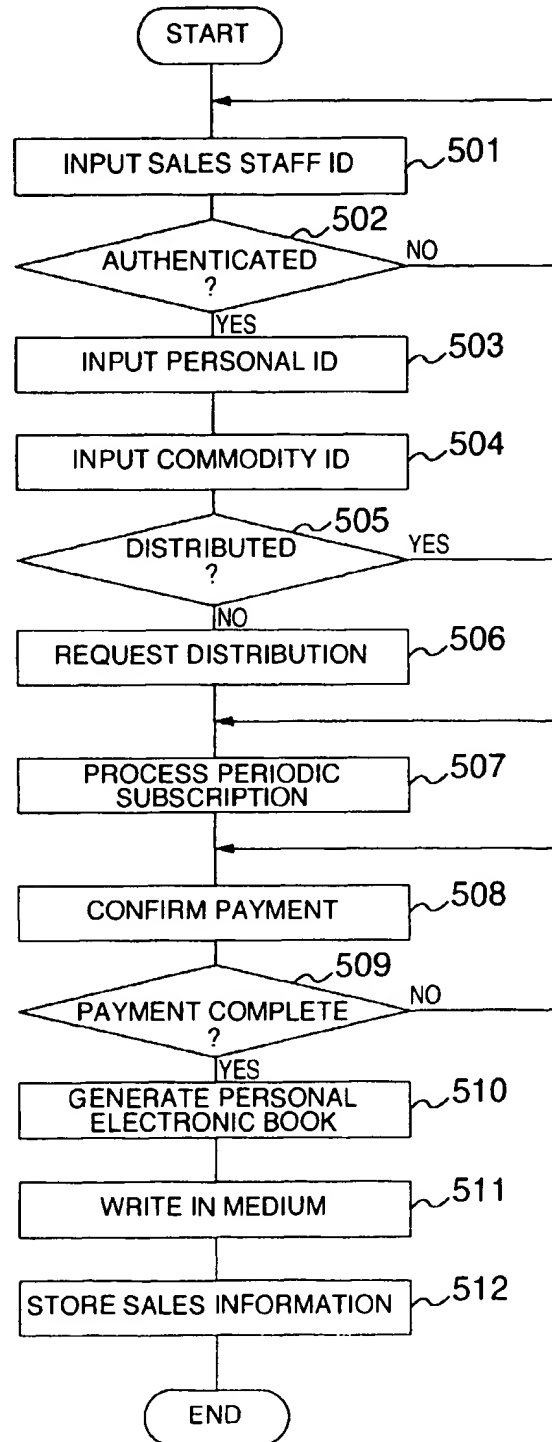 START
INPUT SALES STAFF ID
501
502
AUTHENTICATED
?
NO
YES
INPUT PERSONAL ID
503
INPUT COMMODITY ID
504
505
DISTRIBUTED
?
YES
NO
REQUEST DISTRIBUTION
506
PROCESS PERIODIC
SUBSCRIPTION
507
CONFIRM PAYMENT
508
509
PAYMENT COMPLETE
?
NO
YES
GENERATE PERSONAL
ELECTRONIC BOOK
510
WRITE IN MEDIUM
511
STORE SALES INFORMATION
512
END